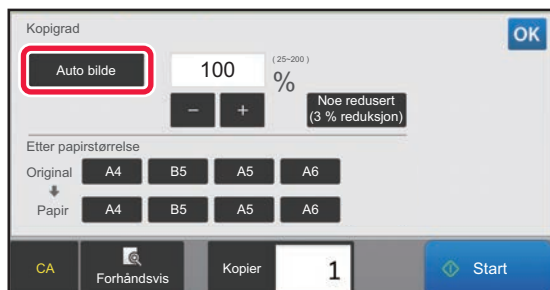 Kopigrad
OK
Auto bilde
100
(25~200)
%
−
+
Noe redusert
(3 % reduksjon)
Etter papirstørrelse
Original
A4
B5
A5
A6
Papir
A4
B5
A5
A6
CA
Forhåndsvis
Kopier
1
Start